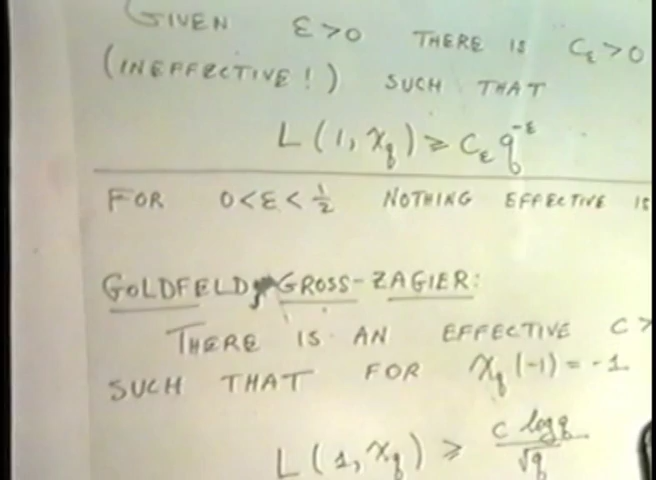 GIVEN ε>0 THERE IS C_ε>0
(INEFFECTIVE!) SUCH THAT
L(1,χ_q) ≥ C_ε q^{-ε}
FOR 0<ε<1/2 NOTHING EFFECTIVE IS
GOLDFELD, GROSS-ZAGIER:
THERE IS AN EFFECTIVE C>
SUCH THAT FOR χ_q(-1) = -1
L(1,χ_q) ≥ c log q / √q